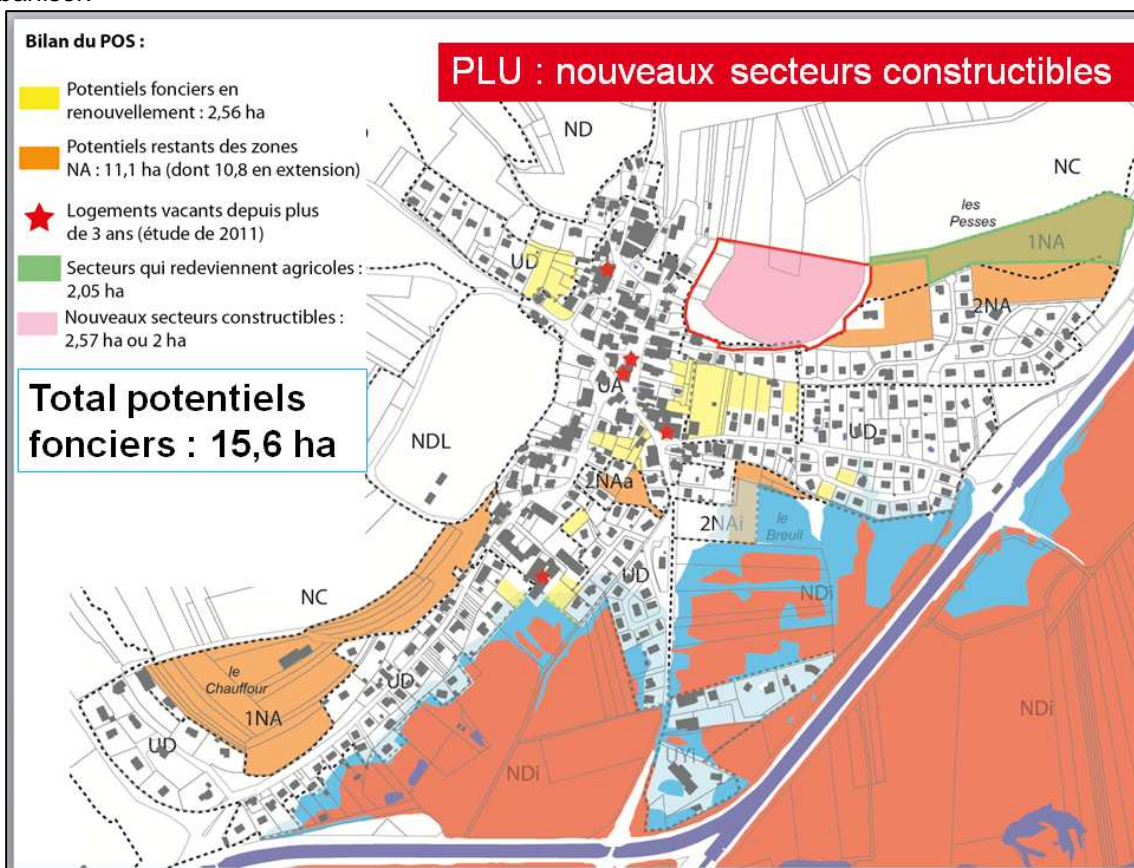 Bilan du POS :
PLU : nouveaux secteurs constructibles
Potentiels fonciers en
renouvellement : 2,56 ha
Potentiels restants des zones
NA : 11,1 ha (dont 10,8 en extension)
Logements vacants depuis plus
de 3 ans (étude de 2011)
Secteurs qui redeviennent agricoles :
2,05 ha
Nouveaux secteurs constructibles :
2,57 ha ou 2 ha
Total potentiels
fonciers : 15,6 ha
ND
NC
les
Pesses
1NA
UD
2NA
UA
NDL
UD
2NAa
2NAi
le
Breuil
UD
NDi
NC
le
Chauffour
1NA
UD
UD
NDi
UYi
NDi